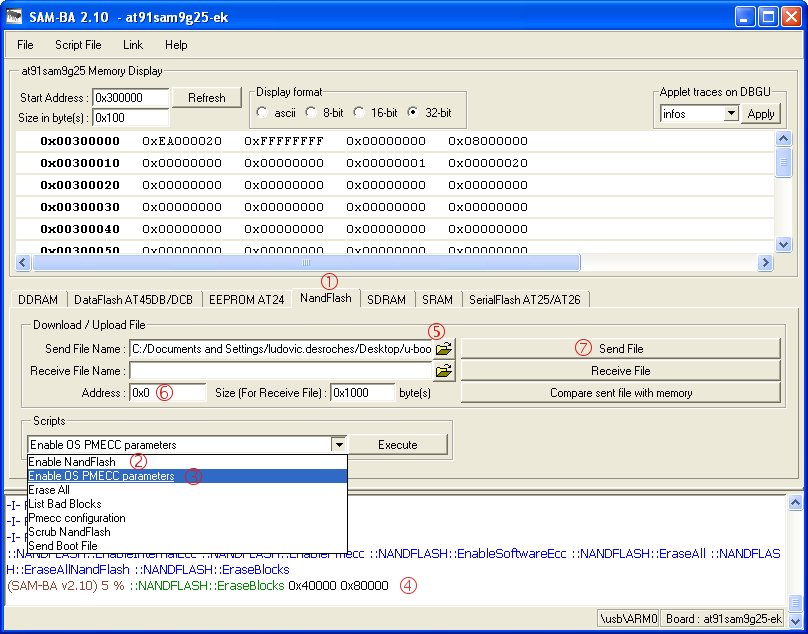 SAM-BA 2.10 - at91sam9g25-ek
File Script File Link Help
at91sam9g25 Memory Display
Start Address : 0x300000 Refresh
Size in byte(s) : 0x100
Display format
ascii 8-bit 16-bit 32-bit
Applet traces on DBGU
infos Apply
0x00300000 0xEA000020 0xFFFFFFFF 0x00000000 0x08000000
0x00300010 0x00000000 0x00000000 0x00000001 0x00000020
0x00300020 0x00000000 0x00000000 0x00000000 0x00000000
0x00300030 0x00000000 0x00000000 0x00000000 0x00000000
0x00300040 0x00000000 0x00000000 0x00000000 0x00000000
0x00300050 0x00000000 0x00000000 0x00000000 0x00000000
①
DDRAM DataFlash AT45DB/DCB EEPROM AT24 NandFlash SDRAM SRAM SerialFlash AT25/AT26
Download / Upload File
⑤
Send File Name : C:/Documents and Settings/ludovic.desroches/Desktop/u-boo ⑦ Send File
Receive File Name : Receive File
Address : 0x0 ⑥ Size (For Receive File) : 0x1000 byte(s) Compare sent file with memory
Scripts
Enable OS PMECC parameters Execute
Enable NandFlash ②
Enable OS PMECC parameters ③
Erase All
List Bad Blocks
Pmecc configuration
Scrub NandFlash
Send Boot File
-I-
-I-
-I-
::NANDFLASH::EnableInternalEcc ::NANDFLASH::EnablePmecc ::NANDFLASH::EnableSoftwareEcc ::NANDFLASH::EraseAll ::NANDFLAS
H::EraseAllNandFlash ::NANDFLASH::EraseBlocks
(SAM-BA v2.10) 5 % ::NANDFLASH::EraseBlocks 0x40000 0x80000 ④
\usb\ARM0 Board : at91sam9g25-ek